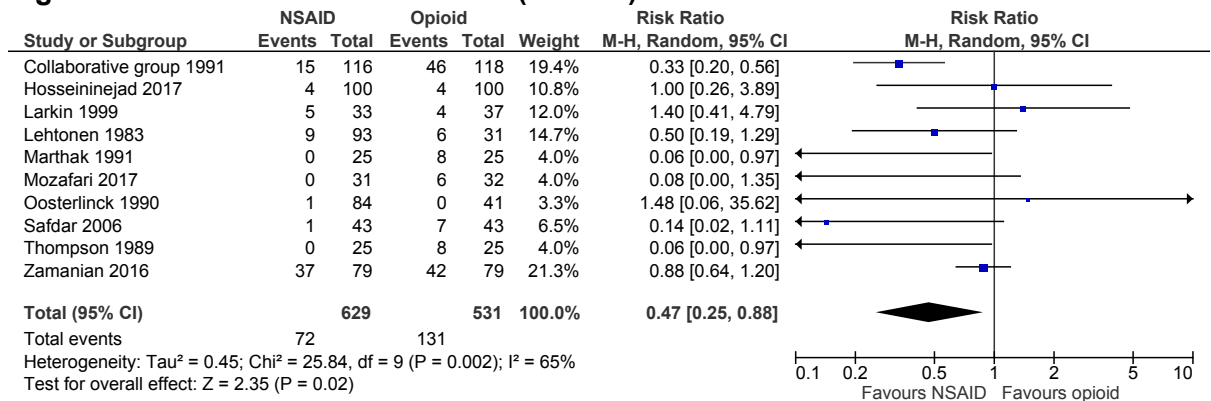 NSAID Opioid Risk Ratio Risk Ratio
Study or Subgroup Events Total Events Total Weight M-H, Random, 95% CI M-H, Random, 95% CI
Collaborative group 1991 15 116 46 118 19.4% 0.33 [0.20, 0.56]
Hosseininejad 2017 4 100 4 100 10.8% 1.00 [0.26, 3.89]
Larkin 1999 5 33 4 37 12.0% 1.40 [0.41, 4.79]
Lehtonen 1983 9 93 6 31 14.7% 0.50 [0.19, 1.29]
Marthak 1991 0 25 8 25 4.0% 0.06 [0.00, 0.97]
Mozafari 2017 0 31 6 32 4.0% 0.08 [0.00, 1.35]
Oosterlinck 1990 1 84 0 41 3.3% 1.48 [0.06, 35.62]
Safdar 2006 1 43 7 43 6.5% 0.14 [0.02, 1.11]
Thompson 1989 0 25 8 25 4.0% 0.06 [0.00, 0.97]
Zamanian 2016 37 79 42 79 21.3% 0.88 [0.64, 1.20]
Total (95% CI) 629 531 100.0% 0.47 [0.25, 0.88]
Total events 72 131
Heterogeneity: Tau² = 0.45; Chi² = 25.84, df = 9 (P = 0.002); I² = 65%
Test for overall effect: Z = 2.35 (P = 0.02)
0.1 0.2 0.5 1 2 5 10
Favours NSAID Favours opioid